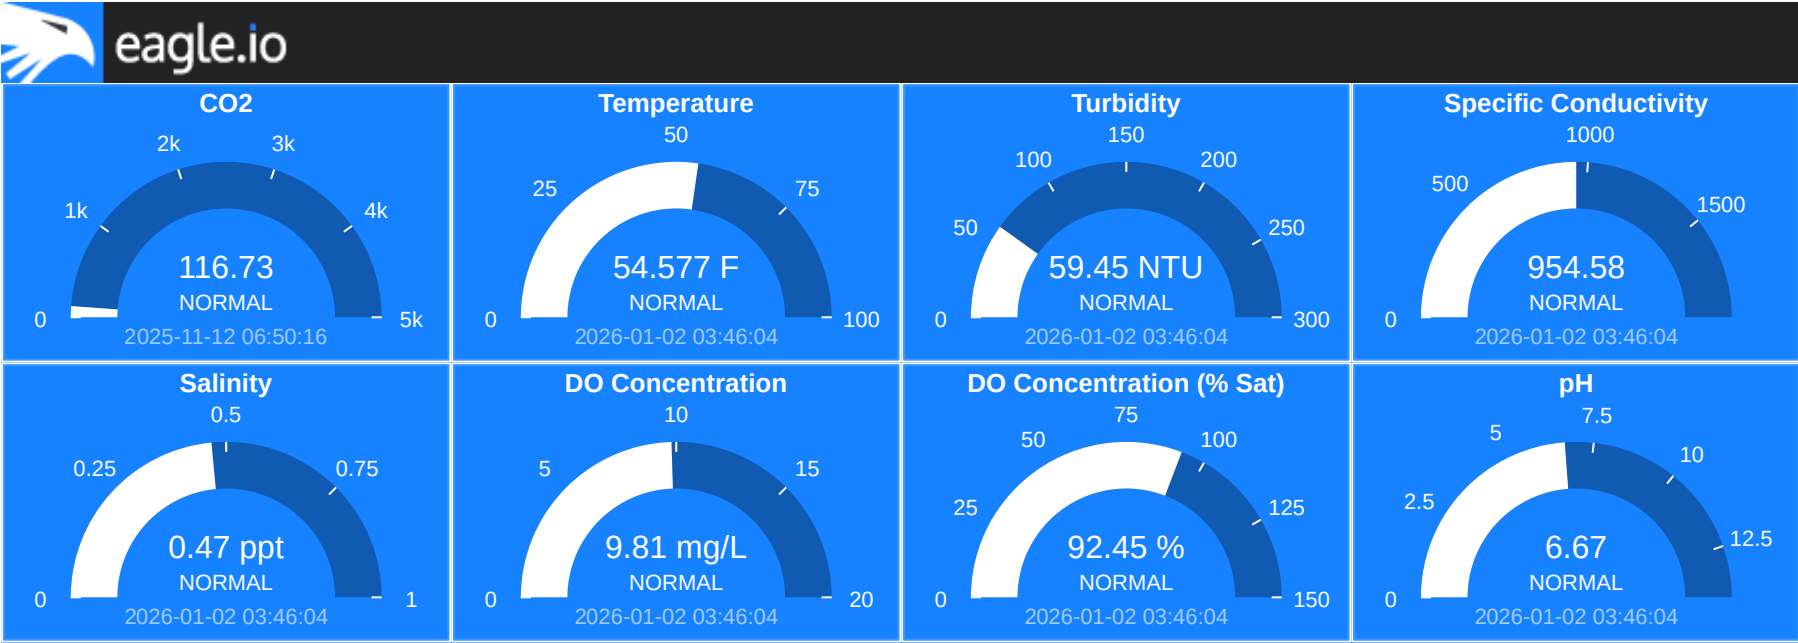 eagle.io
CO2
2k
3k
1k
4k
116.73
NORMAL
0
5k
2025-11-12 06:50:16
Temperature
50
25
75
54.577 F
NORMAL
0
100
2026-01-02 03:46:04
Turbidity
150
100
200
50
250
59.45 NTU
NORMAL
0
300
2026-01-02 03:46:04
Specific Conductivity
1000
500
1500
954.58
NORMAL
0
2026-01-02 03:46:04
Salinity
0.5
0.25
0.75
0.47 ppt
NORMAL
0
1
2026-01-02 03:46:04
DO Concentration
10
5
15
9.81 mg/L
NORMAL
0
20
2026-01-02 03:46:04
DO Concentration (% Sat)
75
50
100
25
125
92.45 %
NORMAL
0
150
2026-01-02 03:46:04
pH
7.5
5
10
2.5
12.5
6.67
NORMAL
0
2026-01-02 03:46:04